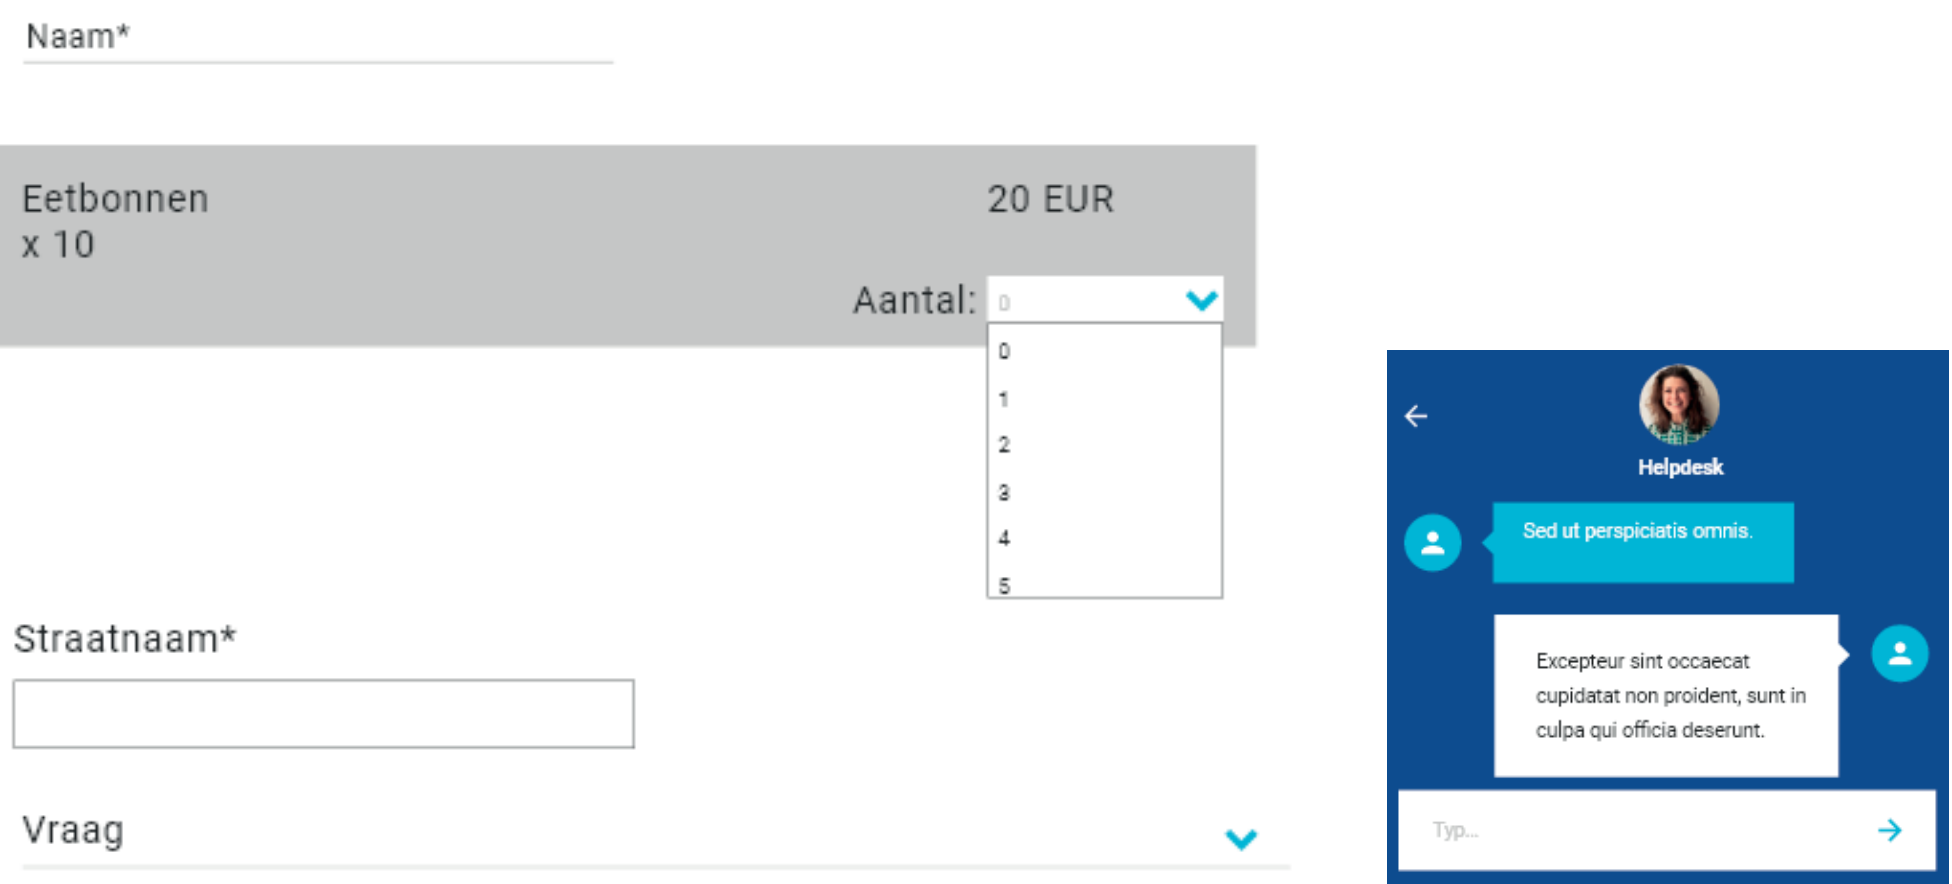 Naam*
Eetbonnen
x 10
20 EUR
Aantal:
0
0
1
2
3
4
5
Straatnaam*
Vraag
Helpdesk
Sed ut perspiciatis omnis.
Excepteur sint occaecat
cupidatat non proident, sunt in
culpa qui officia deserunt.
Typ...